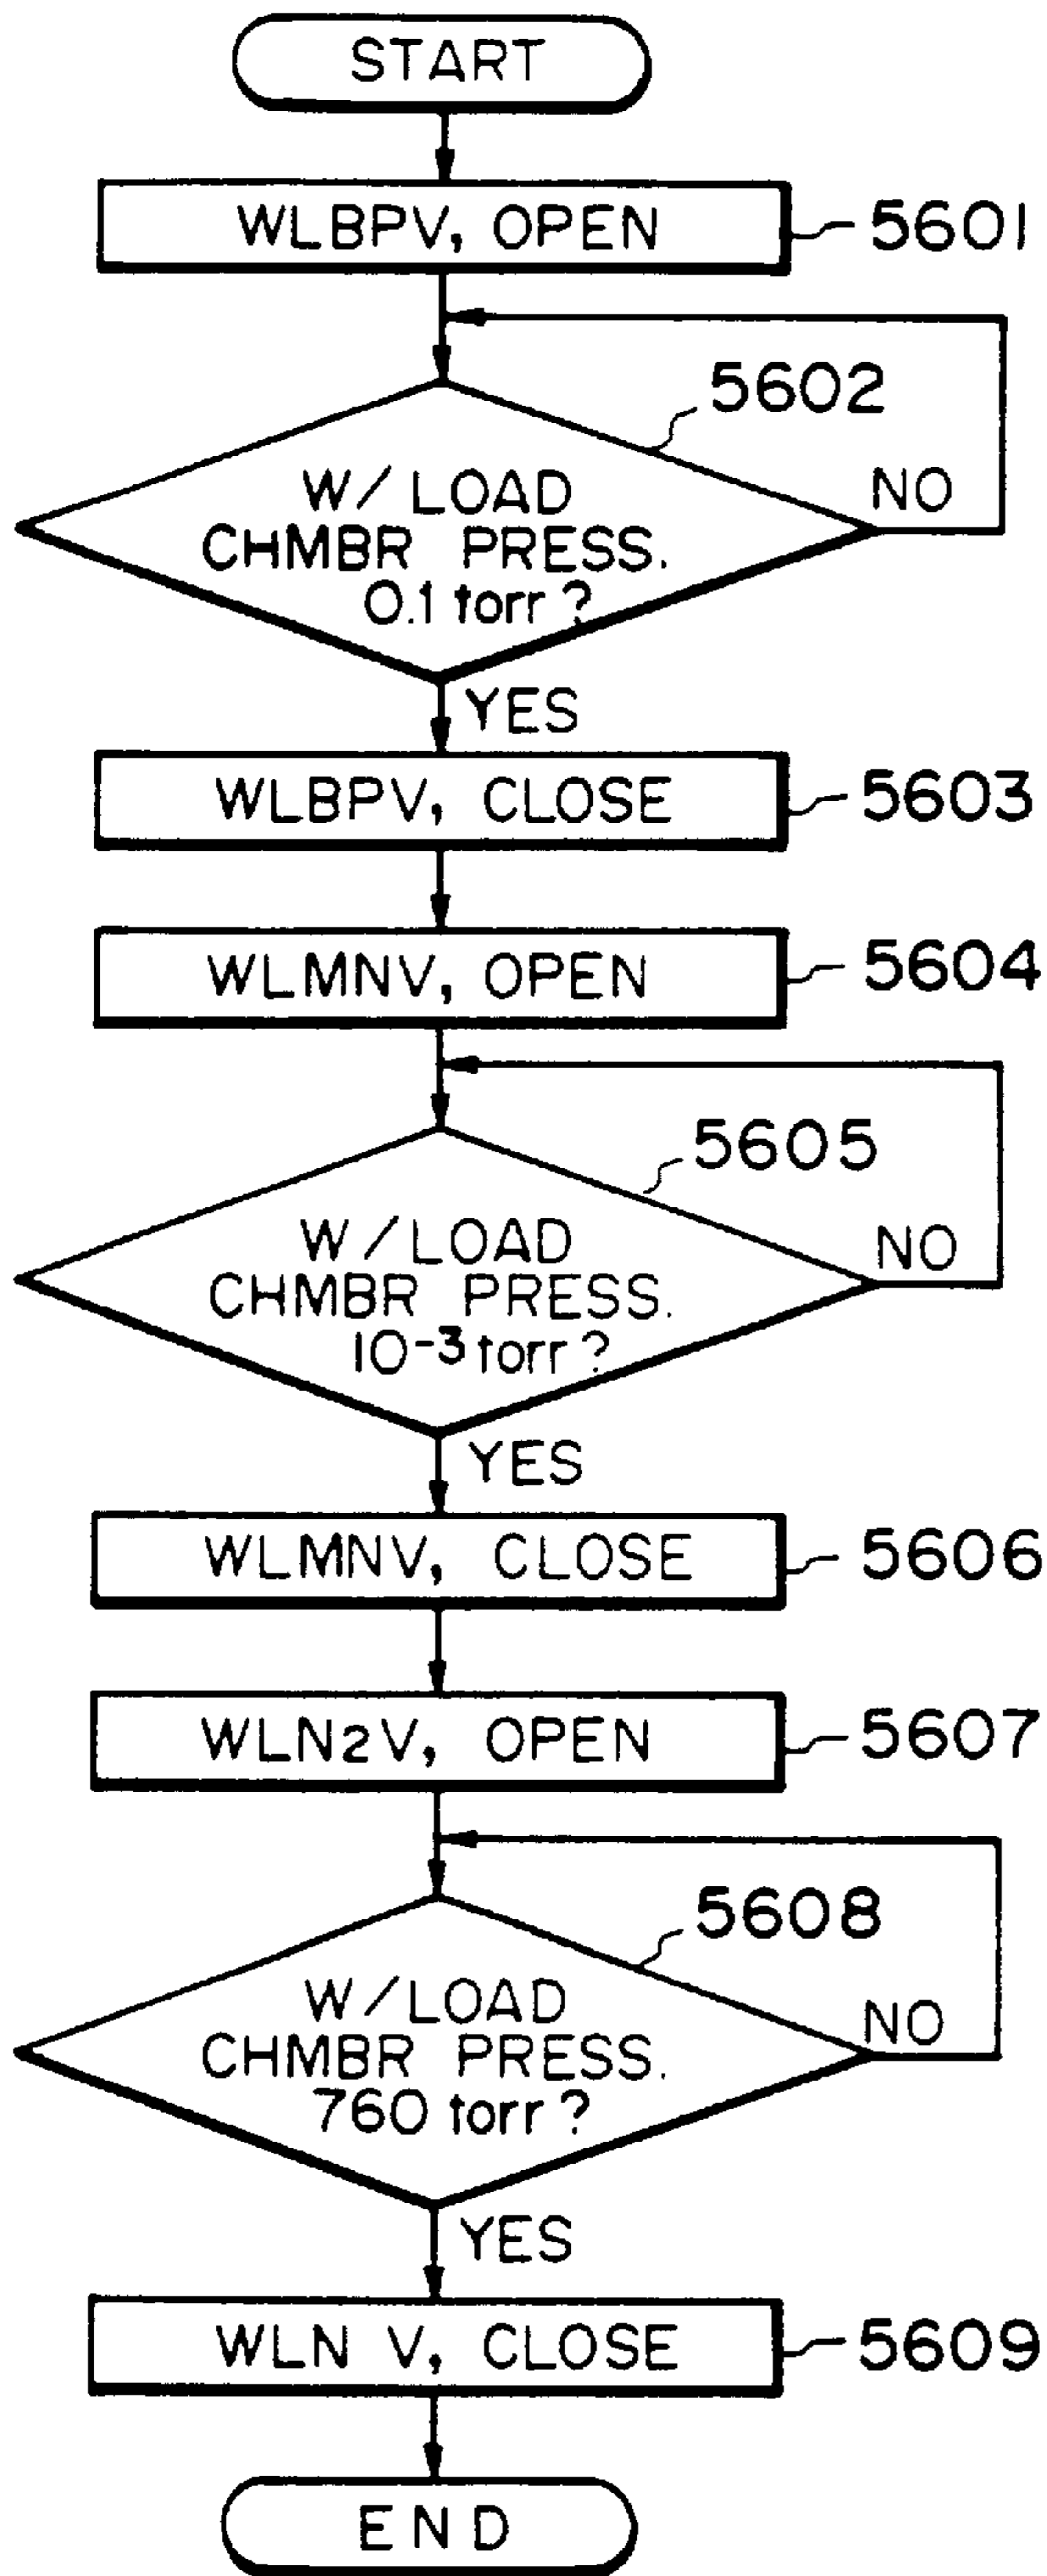 START
WLBPV, OPEN
5601
5602
W/LOAD
CHMBR PRESS.
0.1 torr?
NO
YES
WLBPV, CLOSE
5603
WLMNV, OPEN
5604
5605
W/LOAD
CHMBR PRESS.
10-3 torr?
NO
YES
WLMNV, CLOSE
5606
WLN2V, OPEN
5607
5608
W/LOAD
CHMBR PRESS.
760 torr?
NO
YES
WLN V, CLOSE
5609
END